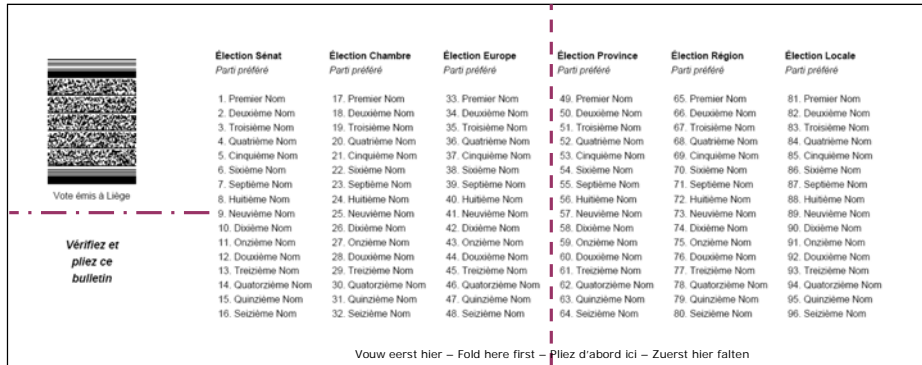 Vote émis à Liège
Vérifiez et
pliez ce
bulletin
Élection Sénat
Parti préféré
1. Premier Nom
2. Deuxième Nom
3. Troisième Nom
4. Quatrième Nom
5. Cinquième Nom
6. Sixième Nom
7. Septième Nom
8. Huitième Nom
9. Neuvième Nom
10. Dixième Nom
11. Onzième Nom
12. Douxième Nom
13. Treizième Nom
14. Quatorzième Nom
15. Quinzième Nom
16. Seizième Nom
Élection Chambre
Parti préféré
17. Premier Nom
18. Deuxième Nom
19. Troisième Nom
20. Quatrième Nom
21. Cinquième Nom
22. Sixième Nom
23. Septième Nom
24. Huitième Nom
25. Neuvième Nom
26. Dixième Nom
27. Onzième Nom
28. Douxième Nom
29. Treizième Nom
30. Quatorzième Nom
31. Quinzième Nom
32. Seizième Nom
Élection Europe
Parti préféré
33. Premier Nom
34. Deuxième Nom
35. Troisième Nom
36. Quatrième Nom
37. Cinquième Nom
38. Sixième Nom
39. Septième Nom
40. Huitième Nom
41. Neuvième Nom
42. Dixième Nom
43. Onzième Nom
44. Douxième Nom
45. Treizième Nom
46. Quatorzième Nom
47. Quinzième Nom
48. Seizième Nom
Élection Province
Parti préféré
49. Premier Nom
50. Deuxième Nom
51. Troisième Nom
52. Quatrième Nom
53. Cinquième Nom
54. Sixième Nom
55. Septième Nom
56. Huitième Nom
57. Neuvième Nom
58. Dixième Nom
59. Onzième Nom
60. Douxième Nom
61. Treizième Nom
62. Quatorzième Nom
63. Quinzième Nom
64. Seizième Nom
Élection Région
Parti préféré
65. Premier Nom
66. Deuxième Nom
67. Troisième Nom
68. Quatrième Nom
69. Cinquième Nom
70. Sixième Nom
71. Septième Nom
72. Huitième Nom
73. Neuvième Nom
74. Dixième Nom
75. Onzième Nom
76. Douxième Nom
77. Treizième Nom
78. Quatorzième Nom
79. Quinzième Nom
80. Seizième Nom
Élection Locale
Parti préféré
81. Premier Nom
82. Deuxième Nom
83. Troisième Nom
84. Quatrième Nom
85. Cinquième Nom
86. Sixième Nom
87. Septième Nom
88. Huitième Nom
89. Neuvième Nom
90. Dixième Nom
91. Onzième Nom
92. Douxième Nom
93. Treizième Nom
94. Quatorzième Nom
95. Quinzième Nom
96. Seizième Nom
Vouw eerst hier – Fold here first – Pliez d'abord ici – Zuerst hier falten